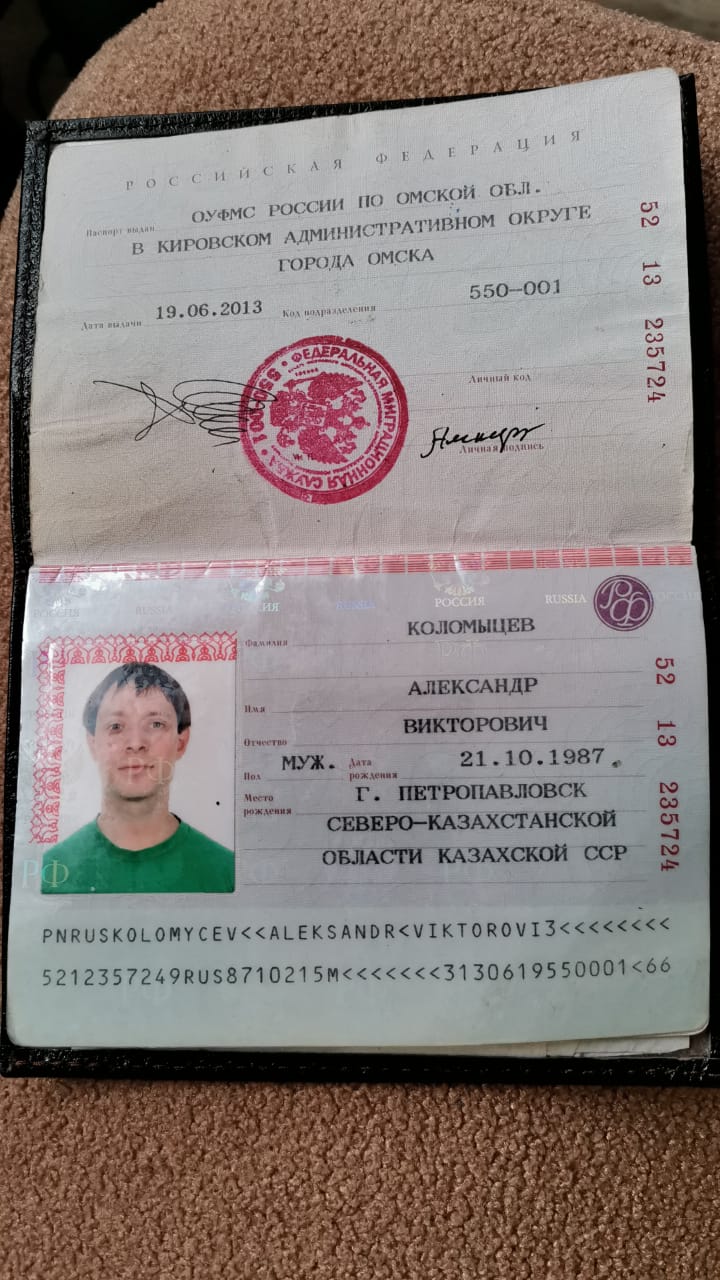 РОССИЙСКАЯ ФЕДЕРАЦИЯ
Паспорт выдан ОУФМС РОССИИ ПО ОМСКОЙ ОБЛ.
В КИРОВСКОМ АДМИНИСТРАТИВНОМ ОКРУГЕ
ГОРОДА ОМСКА
Дата выдачи 19.06.2013 Код подразделения 550-001
52 13 235724
ФЕДЕРАЛЬНАЯ МИГРАЦИОННАЯ СЛУЖБА
Личный код
Личная подпись
РОССИЯ RUSSIA РОССИЯ RUSSIA РОССИЯ RUSSIA РФ РОССИЯ
Фамилия КОЛОМЫЦЕВ
Имя АЛЕКСАНДР
Отчество ВИКТОРОВИЧ
Пол МУЖ. Дата рождения 21.10.1987
Место рождения Г. ПЕТРОПАВЛОВСК
СЕВЕРО-КАЗАХСТАНСКОЙ
ОБЛАСТИ КАЗАХСКОЙ ССР
52 13 235724
РФ
PNRUSKOLOMYCEV<<ALEKSANDR<VIKTOROVI3<<<<<<<<
5212357249RUS8710215M<<<<<<<3130619550001<66